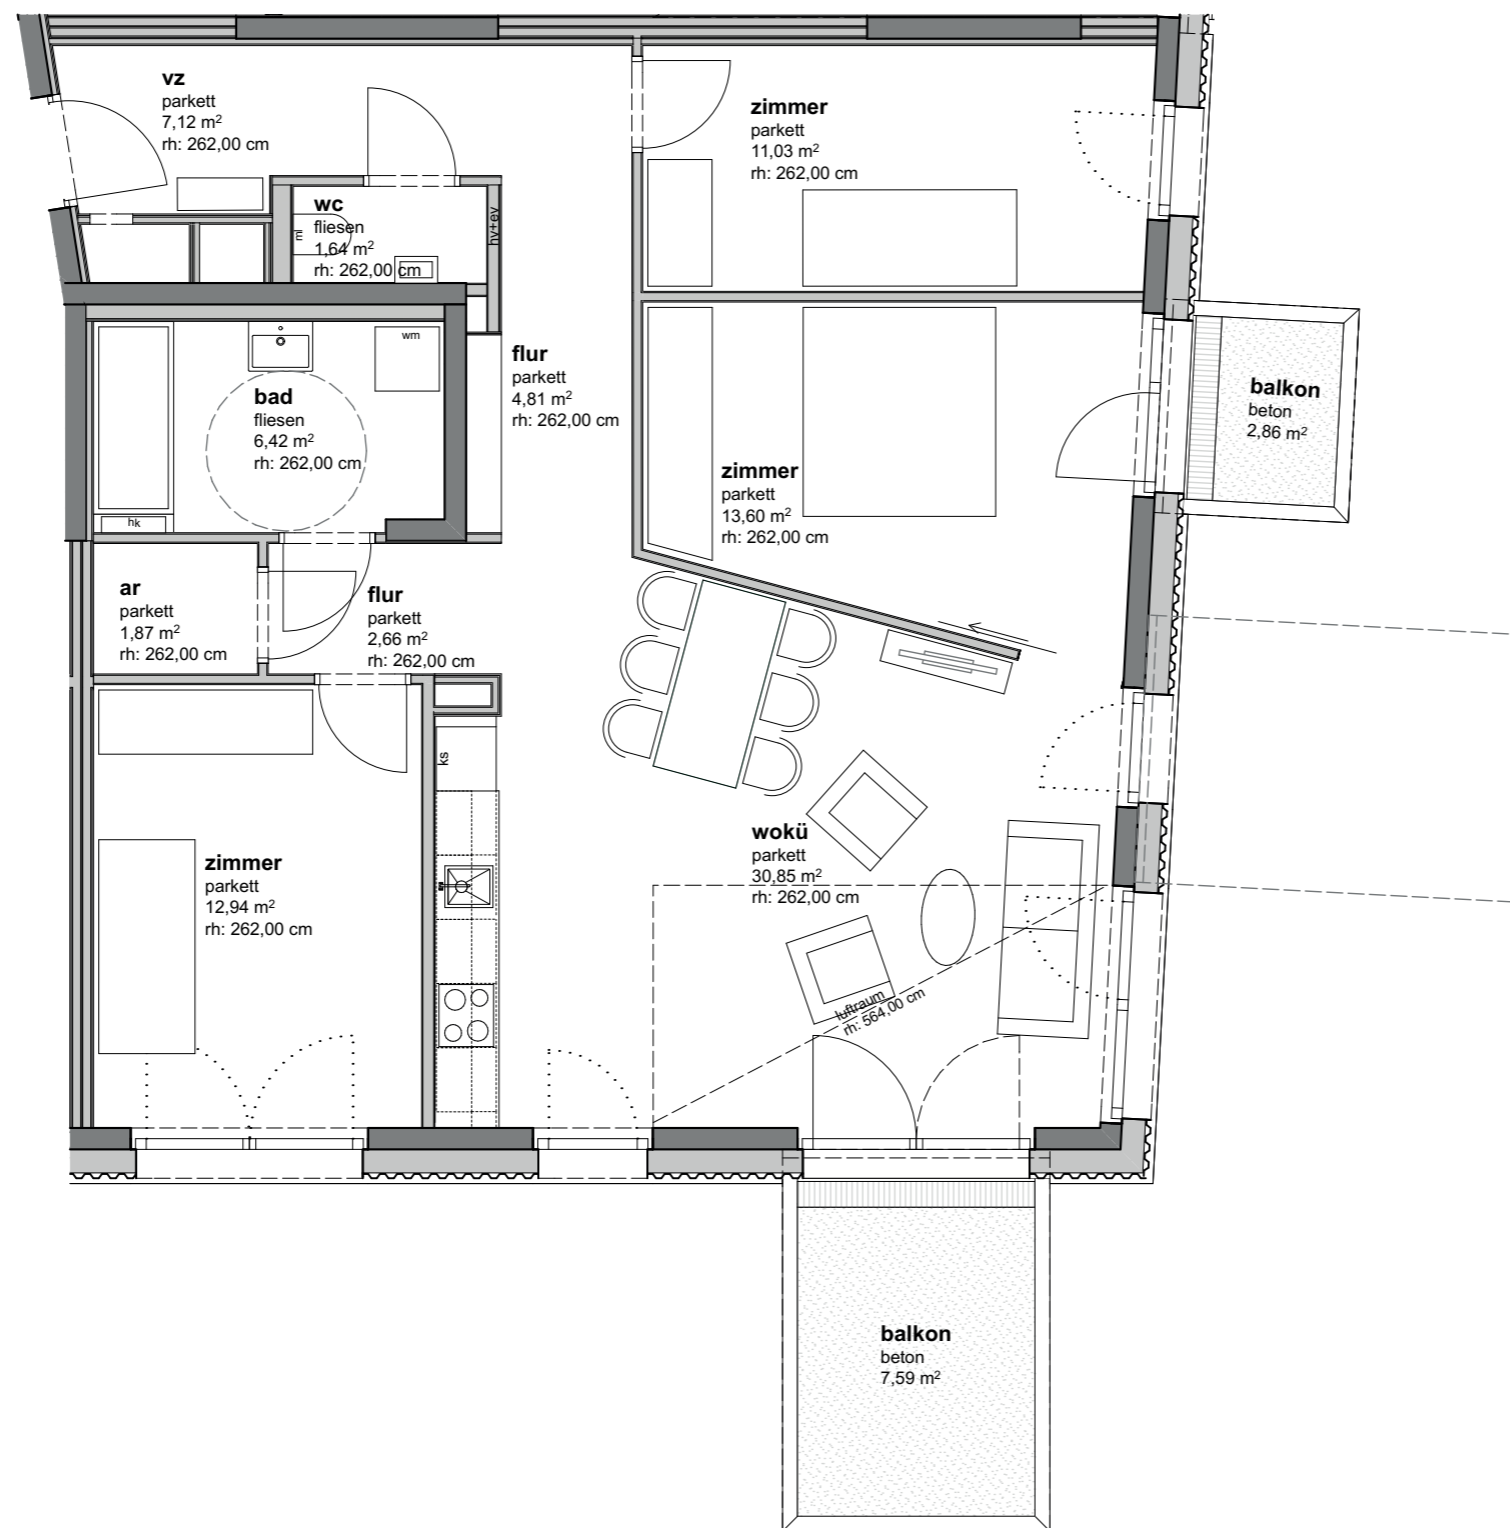 vz
parkett
7,12 m²
rh: 262,00 cm
zimmer
parkett
11,03 m²
rh: 262,00 cm
wc
fliesen
1,64 m²
rh: 262,00 cm
ml
hv+ev
flur
parkett
4,81 m²
rh: 262,00 cm
wm
bad
fliesen
6,42 m²
rh: 262,00 cm
hk
balkon
beton
2,86 m²
zimmer
parkett
13,60 m²
rh: 262,00 cm
ar
parkett
1,87 m²
rh: 262,00 cm
flur
parkett
2,66 m²
rh: 262,00 cm
ks
wokü
parkett
30,85 m²
rh: 262,00 cm
zimmer
parkett
12,94 m²
rh: 262,00 cm
luftraum
rh: 564,00 cm
balkon
beton
7,59 m²